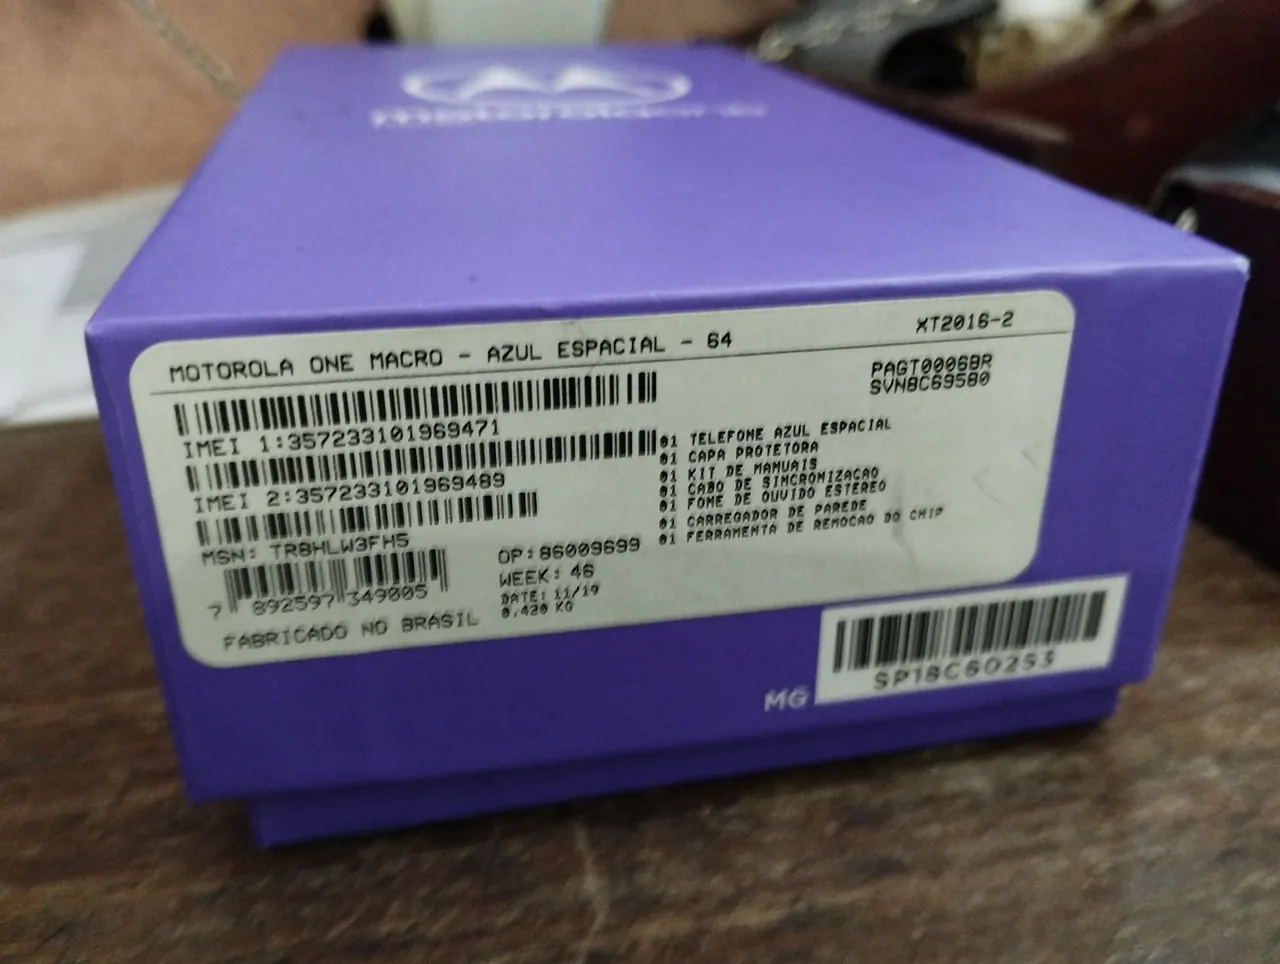 motorola one
MOTOROLA ONE MACRO - AZUL ESPACIAL - 64
XT2016-2
PAGT0006BR
SVN8C69580
IMEI 1:357233101969471
IMEI 2:357233101969489
MSN: TR8HLW3FH5
7 892597 349005
FABRICADO NO BRASIL
OP:86009699
WEEK: 46
DATE: 11/19
0,420 KG
01 TELEFONE AZUL ESPACIAL
01 CAPA PROTETORA
01 KIT DE MANUAIS
01 CABO DE SINCRONIZACAO
01 FONE DE OUVIDO ESTEREO
01 CARREGADOR DE PAREDE
01 FERRAMENTA DE REMOCAO DO CHIP
MG
SP18C60253